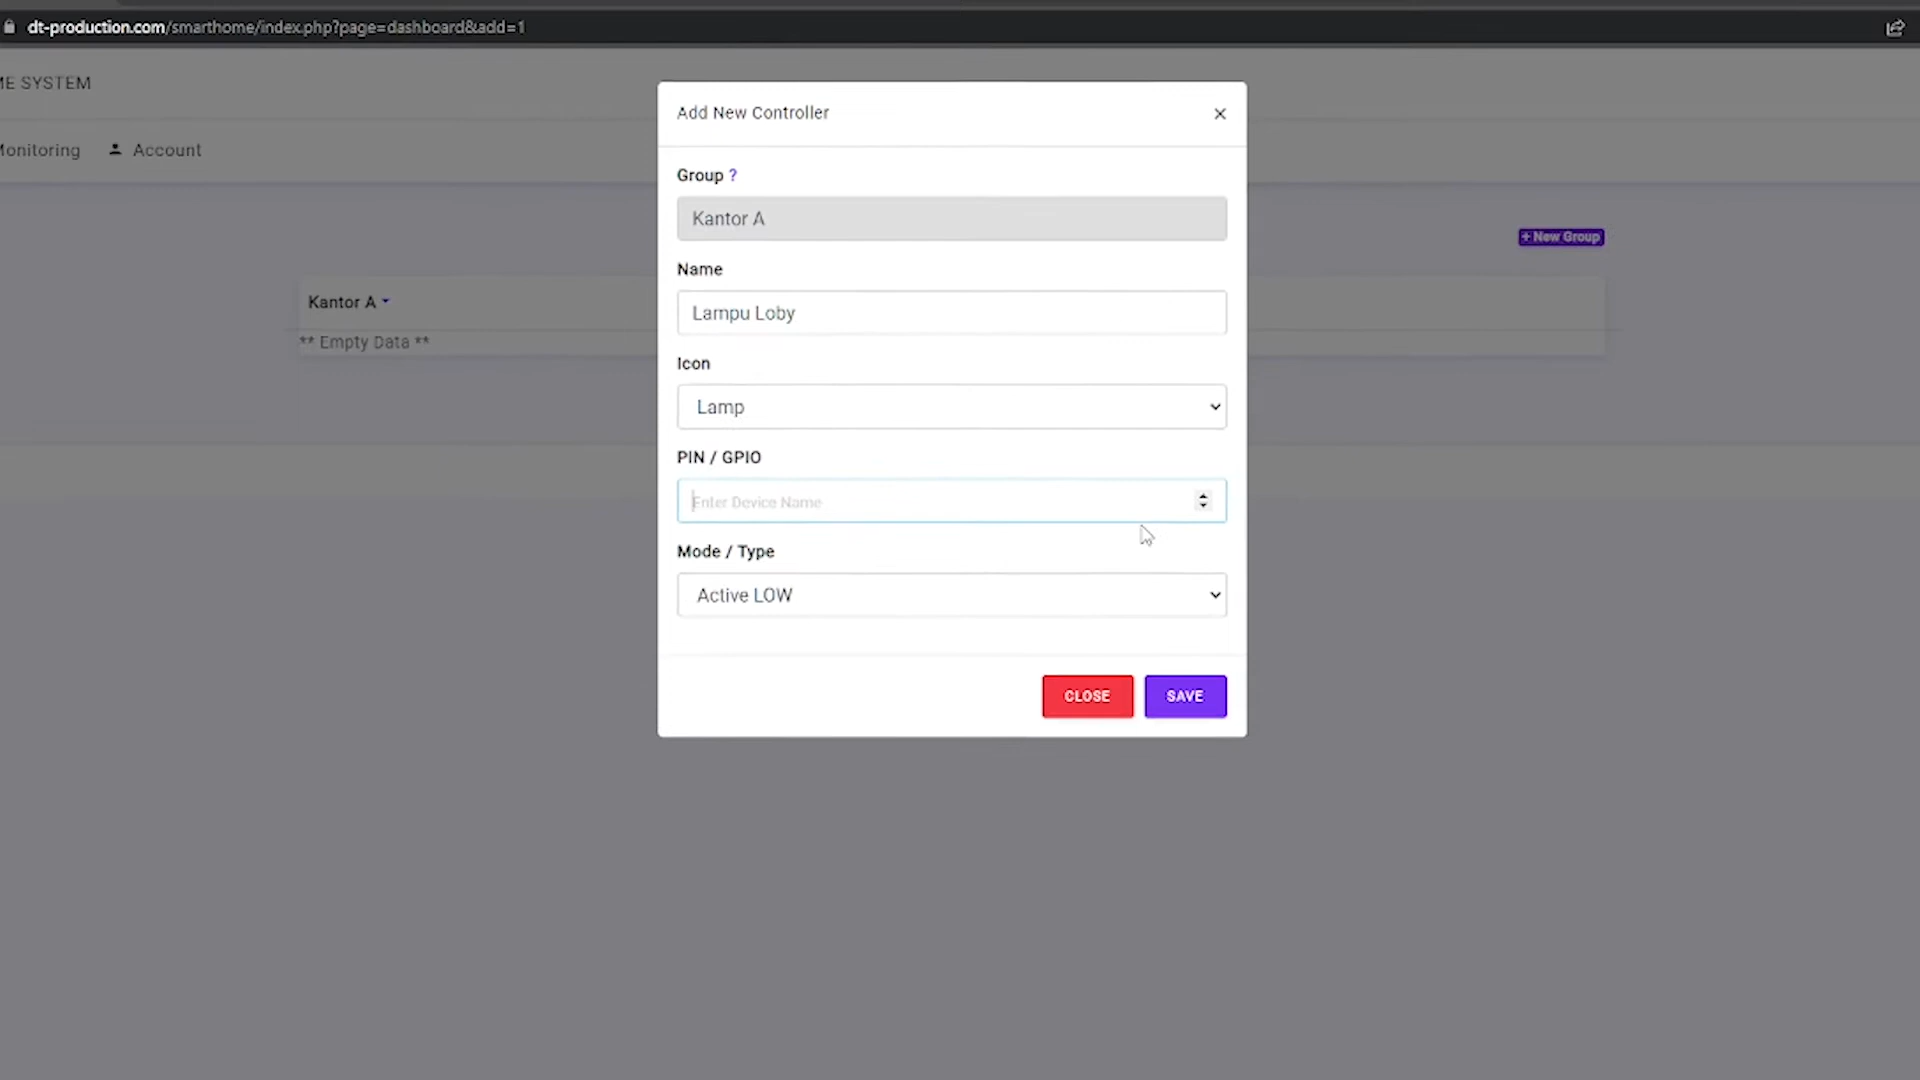 dt-production.com/smarthome/index.php?page=dashboard&add=1
ME SYSTEM
Monitoring Account
Add New Controller ×
Group ?
Kantor A
+ New Group
Name
Kantor A
Lampu Loby
** Empty Data **
Icon
Lamp
PIN / GPIO
Enter Device Name
Mode / Type
Active LOW
CLOSE SAVE